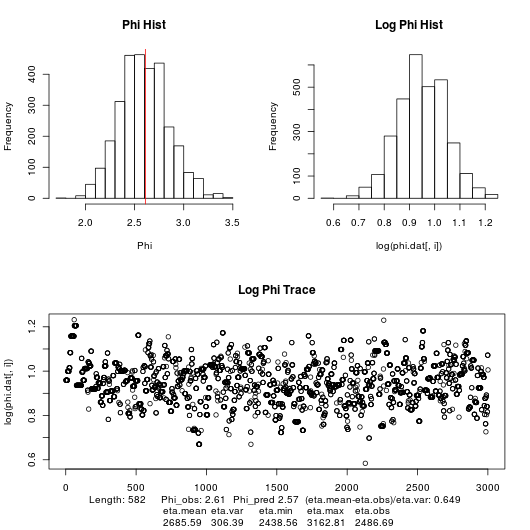 Phi Hist
Log Phi Hist
Frequency
0 100 200 300 400
2.0 2.5 3.0 3.5
Phi
Frequency
0 100 300 500
0.6 0.7 0.8 0.9 1.0 1.1 1.2
log(phi.dat[, i])
Log Phi Trace
log(phi.dat[, i])
0.6 0.8 1.0 1.2
0 500 1000 1500 2000 2500 3000
Length: 582 Phi_obs: 2.61 Phi_pred 2.57 (eta.mean-eta.obs)/eta.var: 0.649
eta.mean eta.var eta.min eta.max eta.obs
2685.59 306.39 2438.56 3162.81 2486.69